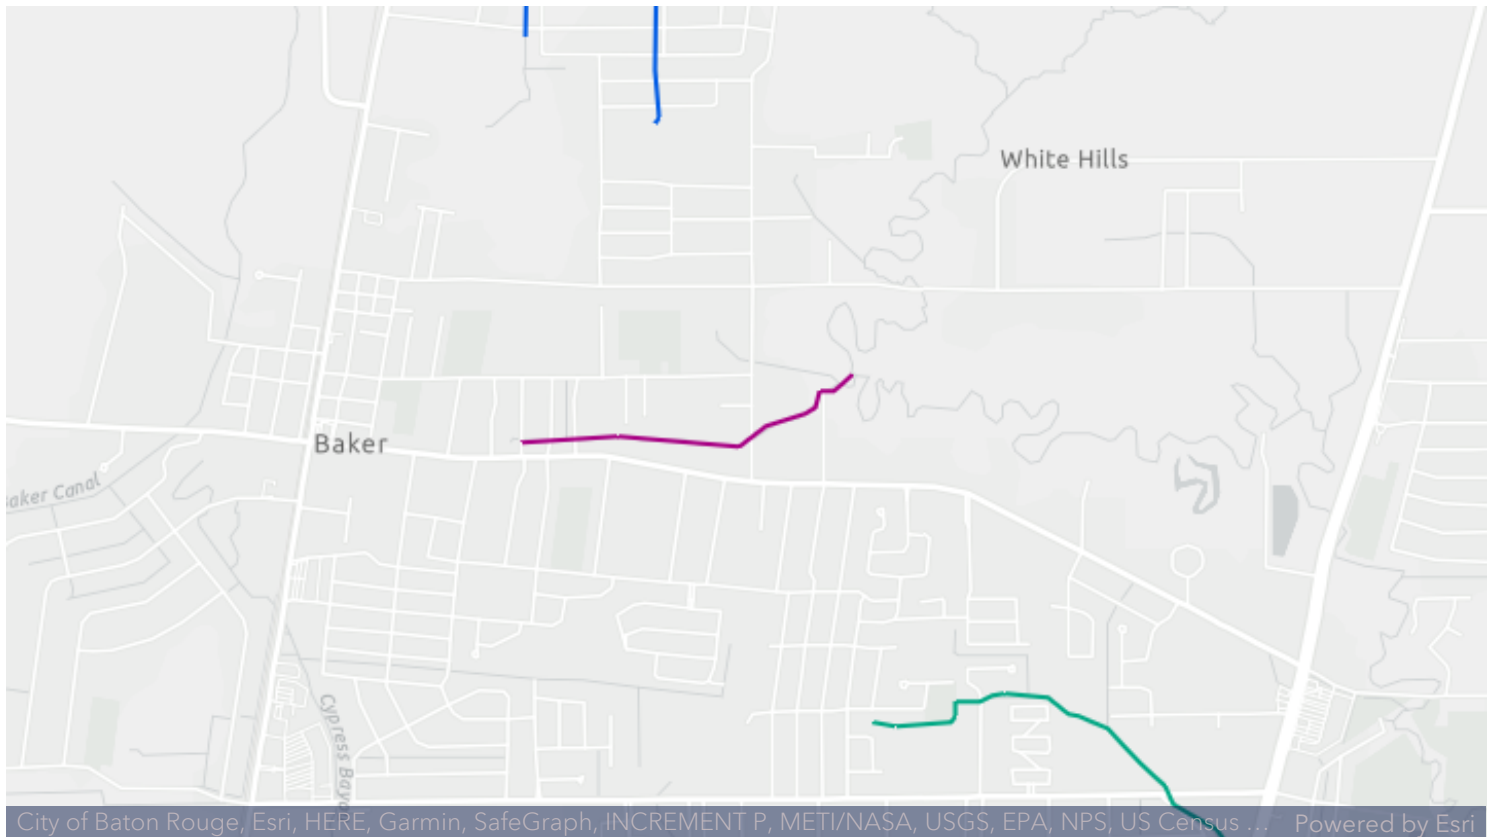 White Hills
Baker
aker Canal
Cypress Bayo
City of Baton Rouge, Esri, HERE, Garmin, SafeGraph, INCREMENT P, METI/NASA, USGS, EPA, NPS, US Census ... Powered by Esri